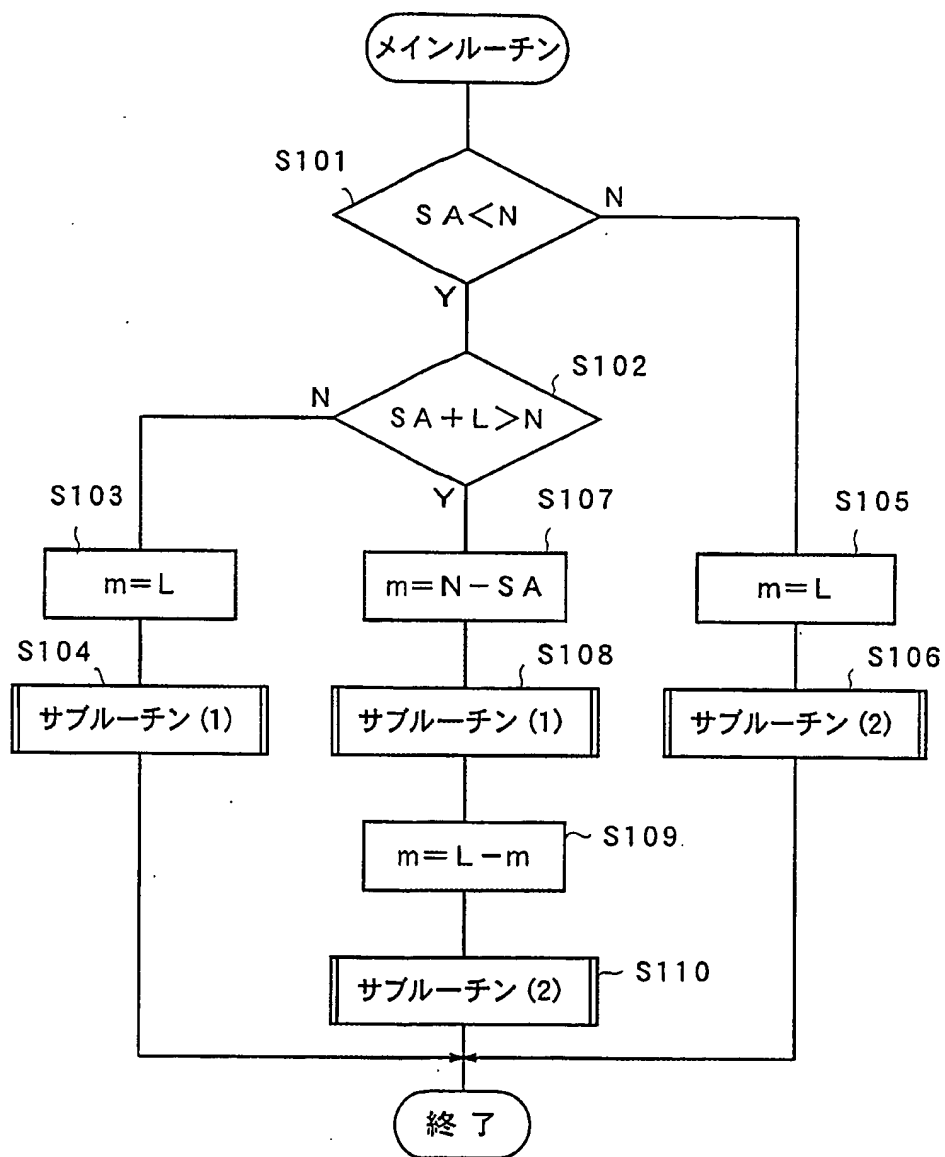 メインルーチン
S101
SA<N
N
Y
S102
N
SA+L>N
Y
S103
S107
S105
m=L
m=N-SA
m=L
S104
S108
S106
サブルーチン(1)
サブルーチン(1)
サブルーチン(2)
m=L-m
S109
サブルーチン(2)
S110
終了